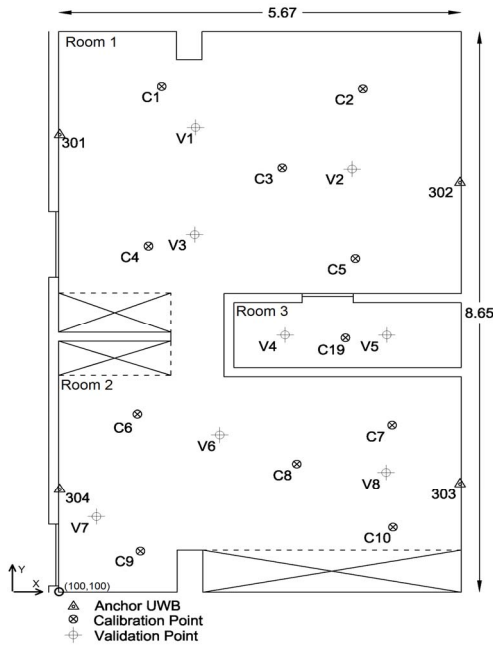 5.67
Room 1
C1
C2
V1
301
C3
V2
302
V3
C4
C5
Room 3
8.65
V4
C19
V5
Room 2
C6
C7
V6
C8
V8
304
303
V7
C10
C9
Y
X
(100,100)
Anchor UWB
Calibration Point
Validation Point